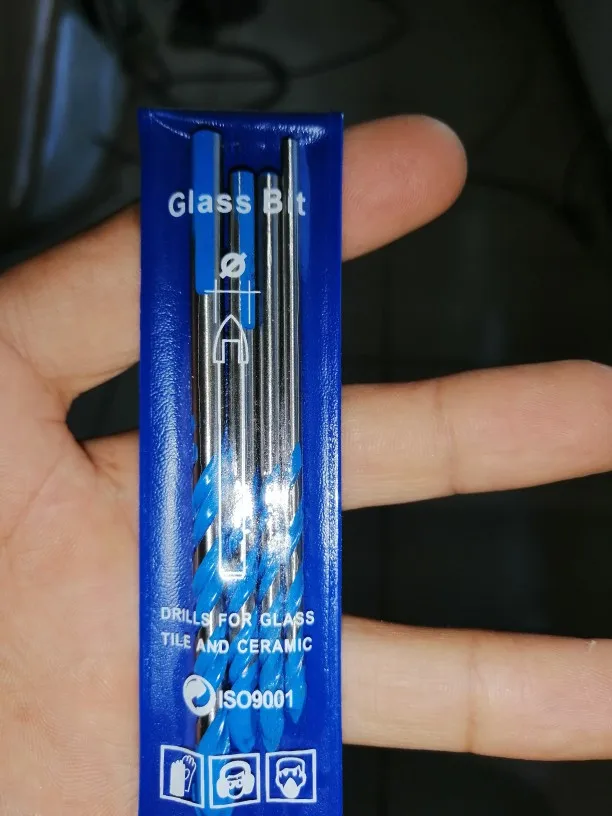 Glass Bit
Ø
DRILLS FOR GLASS
TILE AND CERAMIC
ISO9001